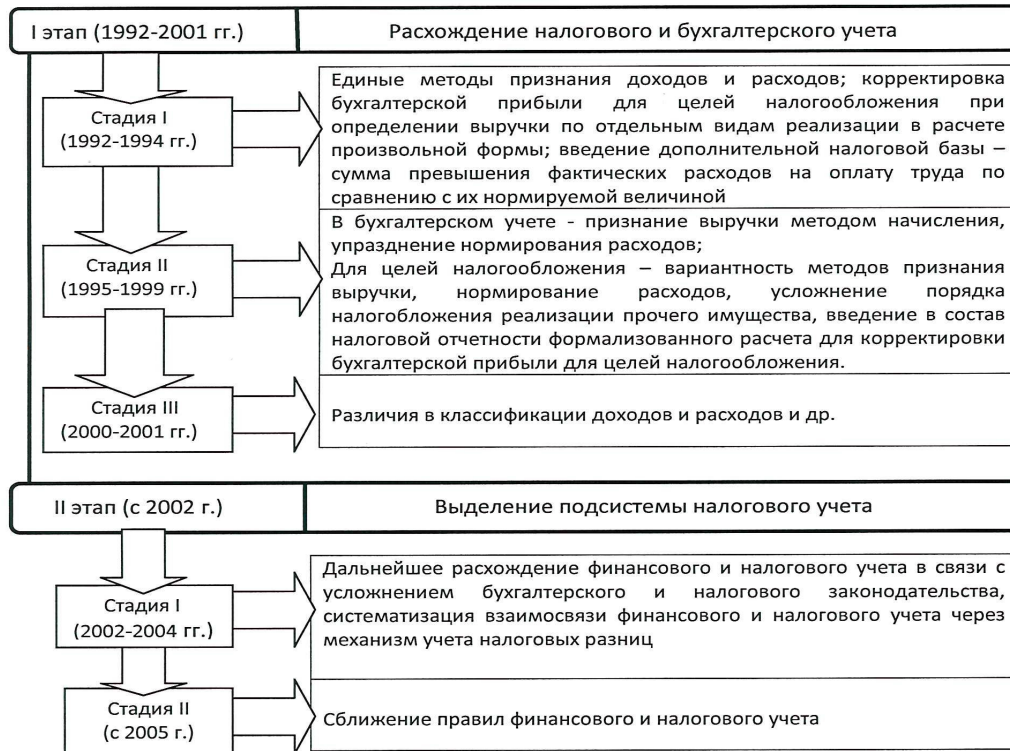 I этап (1992-2001 гг.)
Расхождение налогового и бухгалтерского учета
Стадия I
(1992-1994 гг.)
Единые методы признания доходов и расходов; корректировка
бухгалтерской прибыли для целей налогообложения при
определении выручки по отдельным видам реализации в расчете
произвольной формы; введение дополнительной налоговой базы –
сумма превышения фактических расходов на оплату труда по
сравнению с их нормируемой величиной
Стадия II
(1995-1999 гг.)
В бухгалтерском учете - признание выручки методом начисления,
упразднение нормирования расходов;
Для целей налогообложения – вариантность методов признания
выручки, нормирование расходов, усложнение порядка
налогобложения реализации прочего имущества, введение в состав
налоговой отчетности формализованного расчета для корректировки
бухгалтерской прибыли для целей налогообложения.
Стадия III
(2000-2001 гг.)
Различия в классификации доходов и расходов и др.
II этап (с 2002 г.)
Выделение подсистемы налогового учета
Стадия I
(2002-2004 гг.)
Дальнейшее расхождение финансового и налогового учета в связи с
усложнением бухгалтерского и налогового законодательства,
систематизация взаимосвязи финансового и налогового учета через
механизм учета налоговых разниц
Стадия II
(с 2005 г.)
Сближение правил финансового и налогового учета